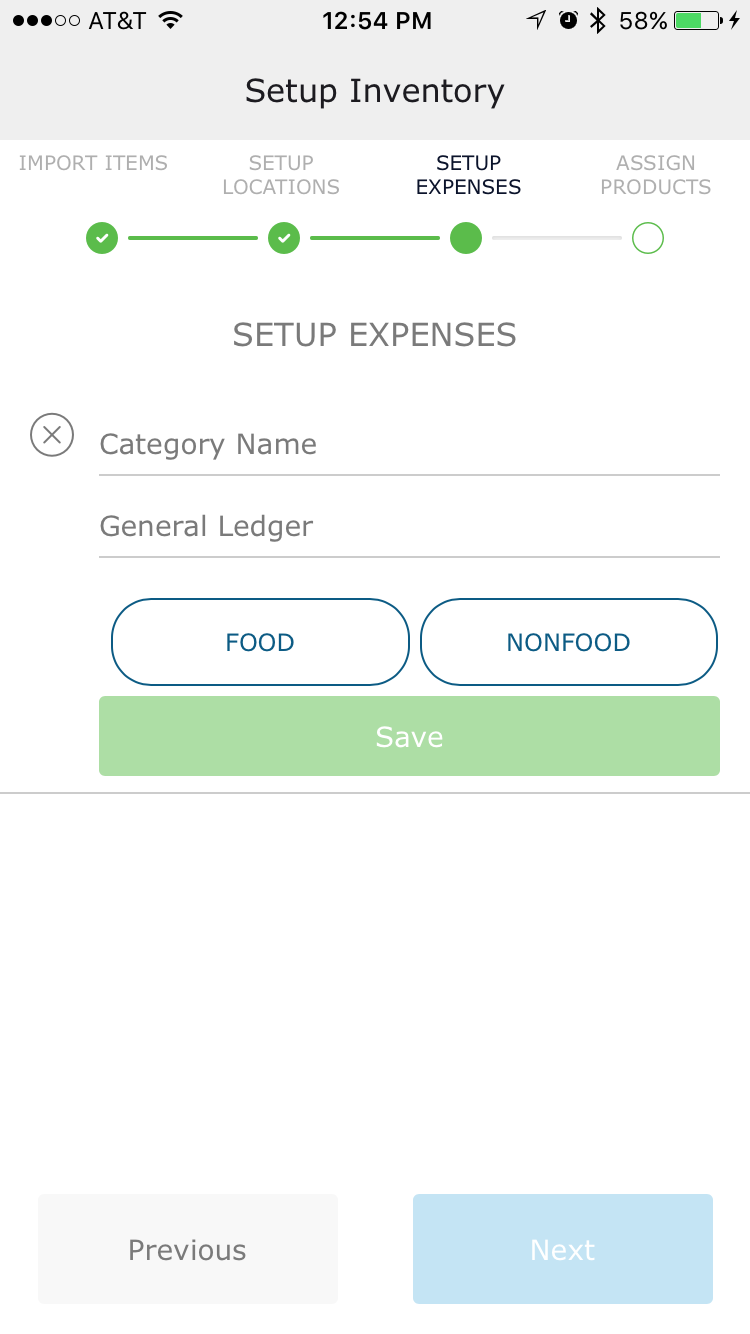 AT&T 12:54 PM 58%
Setup Inventory
IMPORT ITEMS
SETUP
LOCATIONS
SETUP
EXPENSES
ASSIGN
PRODUCTS
SETUP EXPENSES
Category Name
General Ledger
FOOD NONFOOD
Save
Previous Next